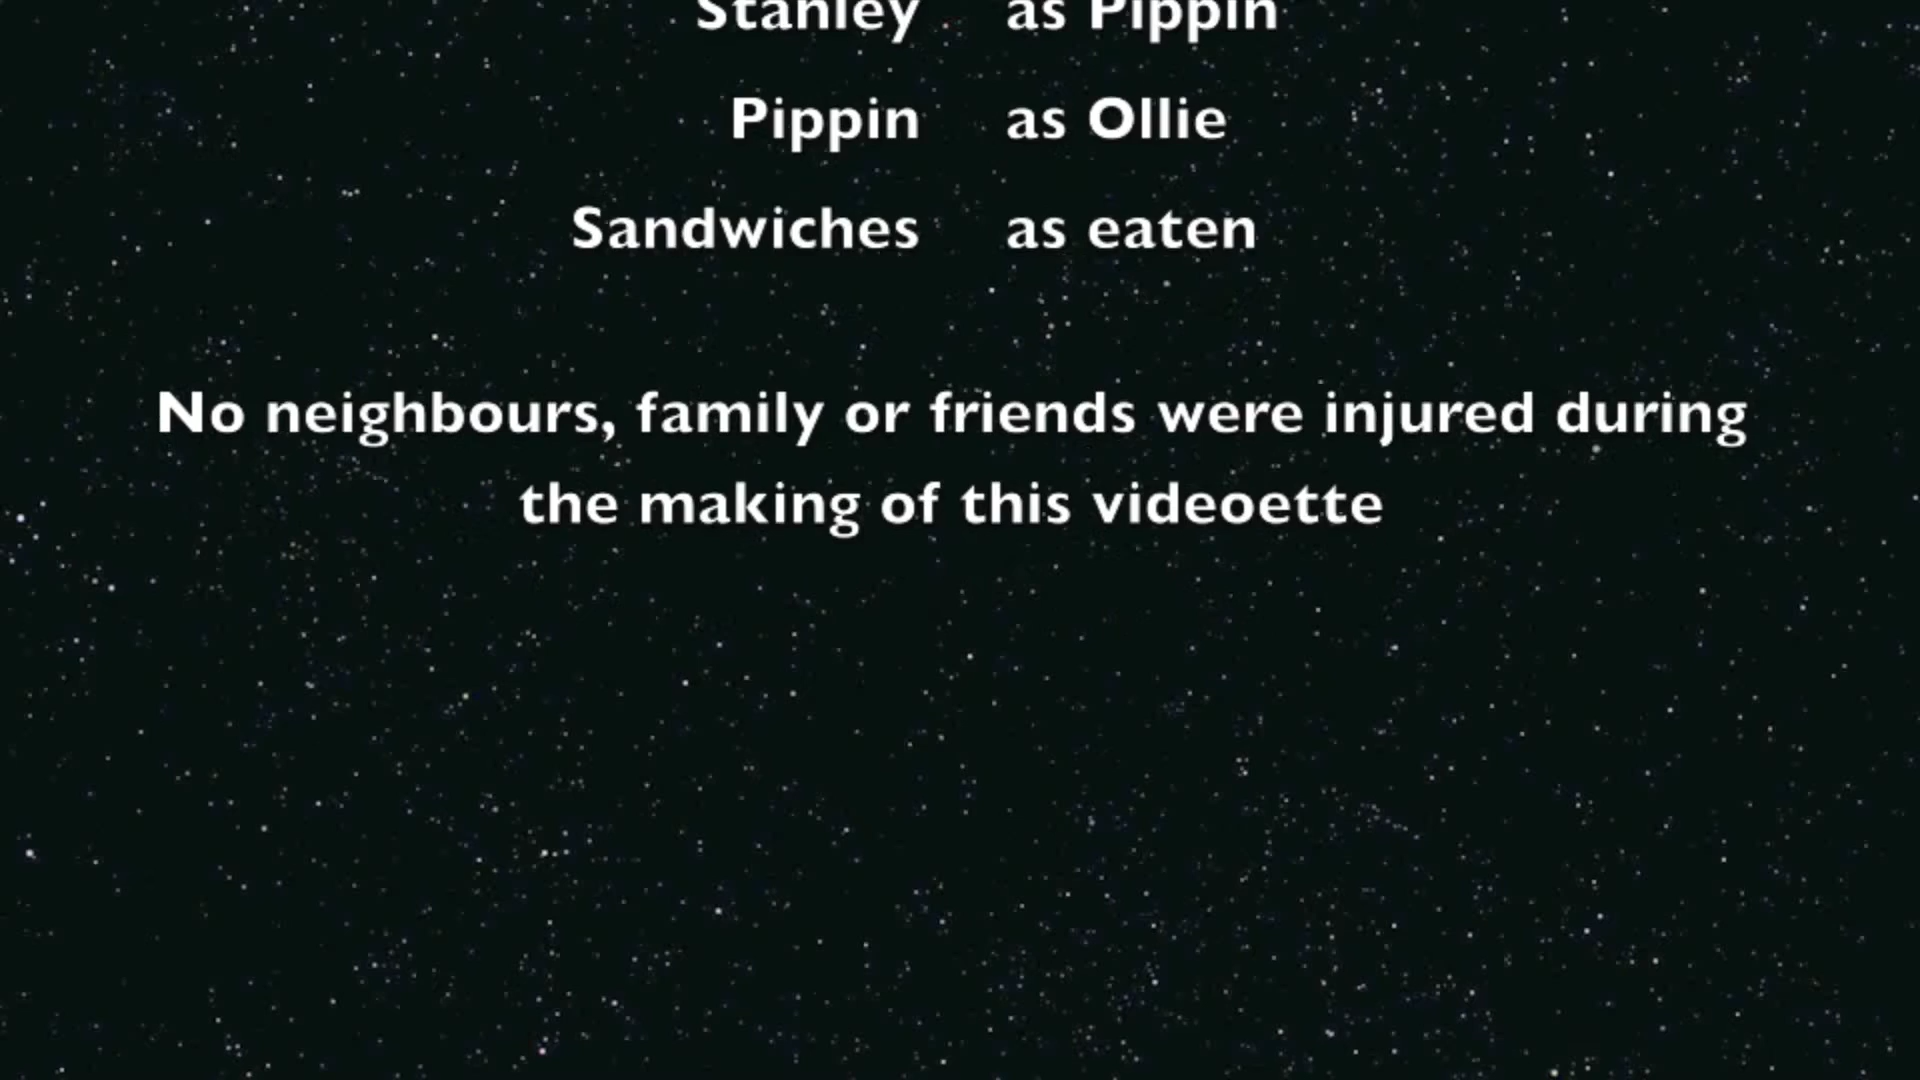 Stanley as Pippin
Pippin as Ollie
Sandwiches as eaten
No neighbours, family or friends were injured during
the making of this videoette